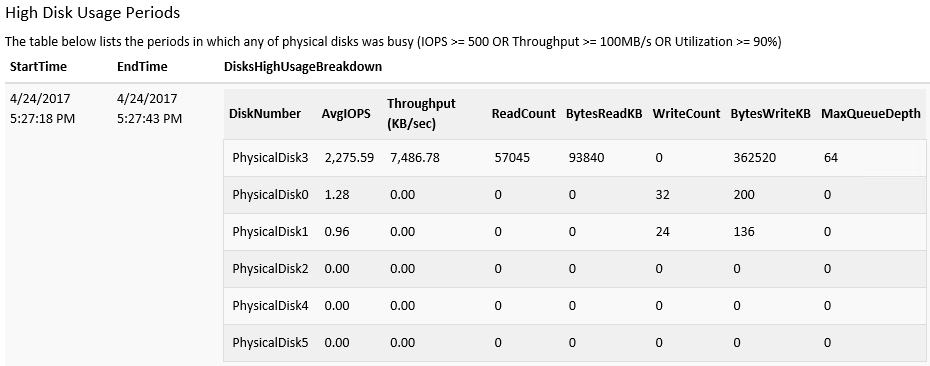 High Disk Usage Periods
The table below lists the periods in which any of physical disks was busy (IOPS >= 500 OR Throughput >= 100MB/s OR Utilization >= 90%)
StartTime EndTime DisksHighUsageBreakdown
4/24/2017 5:27:18 PM 4/24/2017 5:27:43 PM
DiskNumber AvgIOPS Throughput (KB/sec) ReadCount BytesReadKB WriteCount BytesWriteKB MaxQueueDepth
PhysicalDisk3 2,275.59 7,486.78 57045 93840 0 362520 64
PhysicalDisk0 1.28 0.00 0 0 32 200 0
PhysicalDisk1 0.96 0.00 0 0 24 136 0
PhysicalDisk2 0.00 0.00 0 0 0 0 0
PhysicalDisk4 0.00 0.00 0 0 0 0 0
PhysicalDisk5 0.00 0.00 0 0 0 0 0